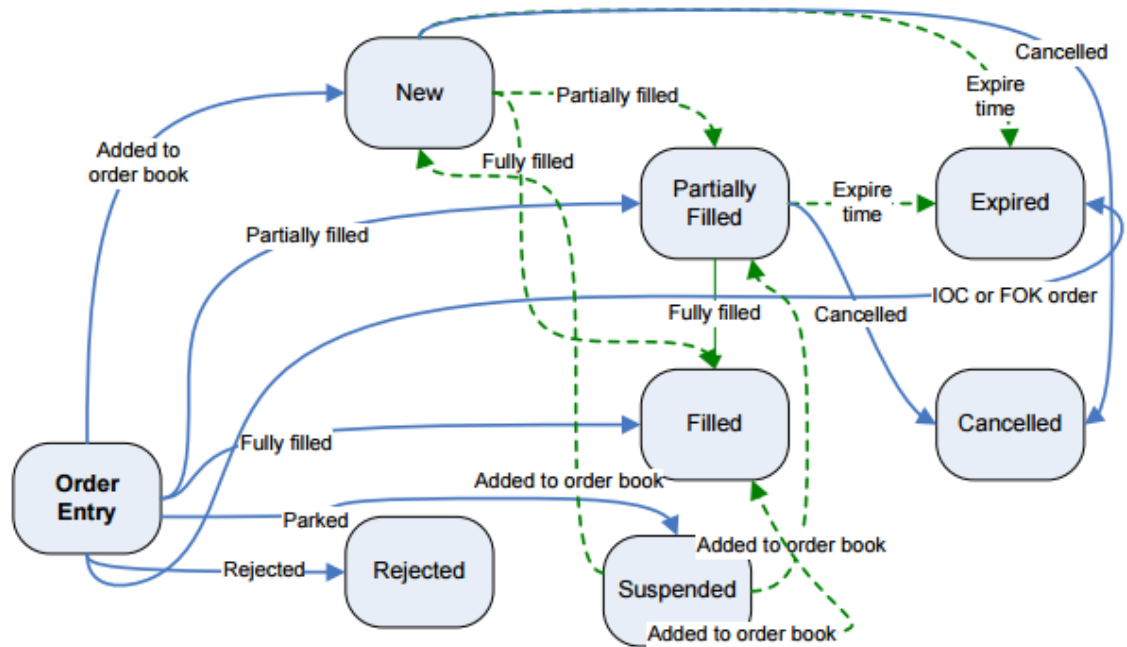 Cancelled
New
Partially filled
Expire
time
Added to
order book
Fully filled
Partially
Filled
Expire
time
Expired
Partially filled
IOC or FOK order
Fully filled
Cancelled
Filled
Cancelled
Fully filled
Order
Entry
Added to order book
Parked
Added to order book
Rejected
Rejected
Suspended
Added to order book